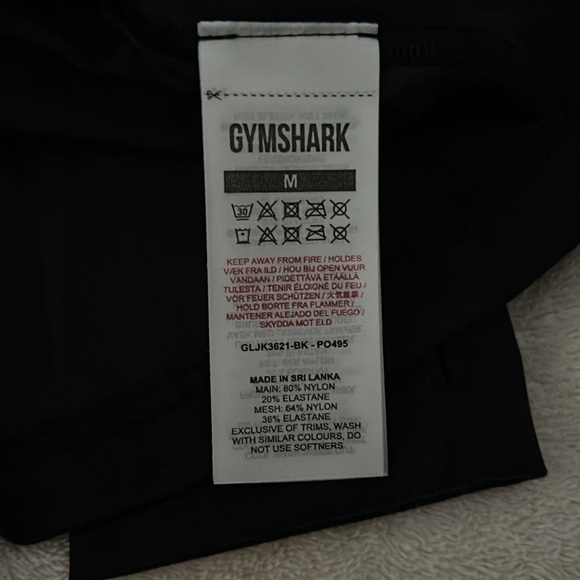 GYMSHARK
M
30
KEEP AWAY FROM FIRE / HOLDES
VÆK FRA ILD / HOU BIJ OPEN VUUR
VANDAAN / PIDETTÄVÄ ETÄÄLLÄ
TULESTA / TENIR ÉLOIGNÉ DU FEU /
VOR FEUER SCHÜTZEN / 火気厳禁 /
HOLD BORTE FRA FLAMMER /
MANTENER ALEJADO DEL FUEGO /
SKYDDA MOT ELD
GLJK3621-BK - PO495
MADE IN SRI LANKA
MAIN: 80% NYLON
20% ELASTANE
MESH: 64% NYLON
36% ELASTANE
EXCLUSIVE OF TRIMS, WASH
WITH SIMILAR COLOURS, DO
NOT USE SOFTNERS